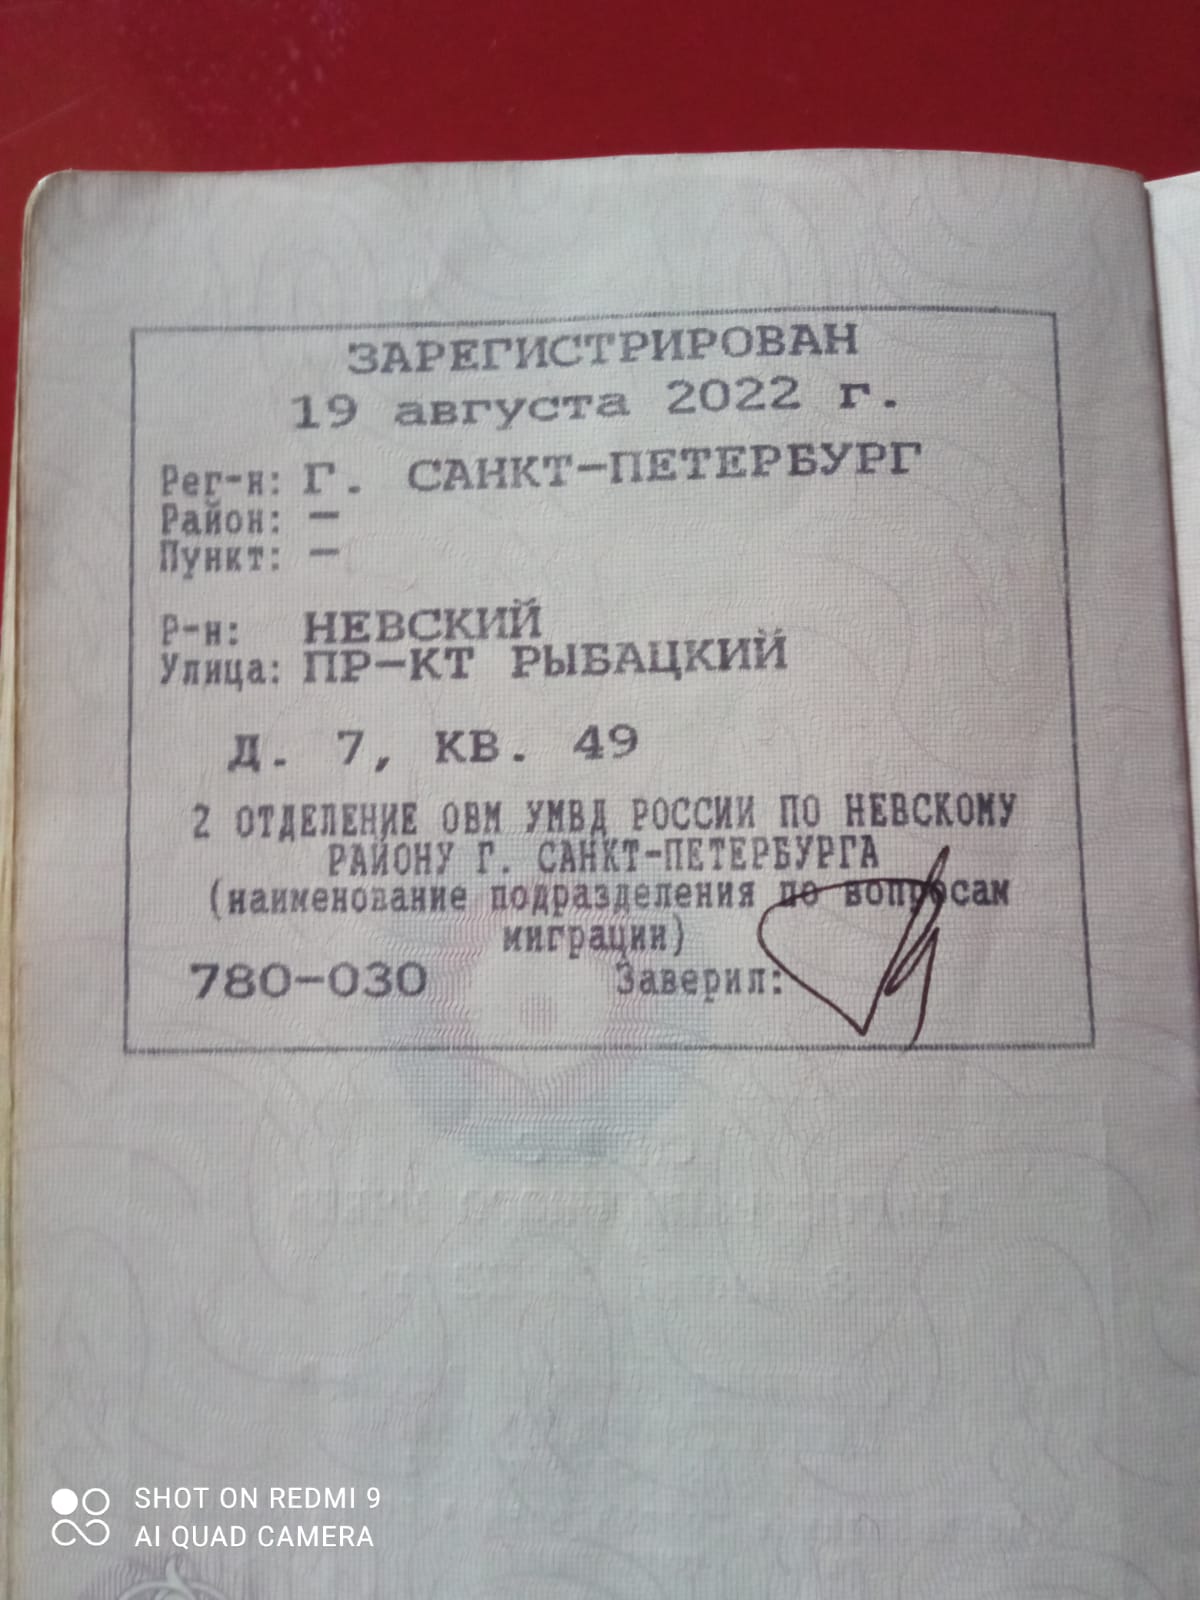 ЗАРЕГИСТРИРОВАН
19 августа 2022 г.
Рег-н: Г. САНКТ-ПЕТЕРБУРГ
Район: —
Пункт: —
Р-н: НЕВСКИЙ
Улица: ПР-КТ РЫБАЦКИЙ
Д. 7, КВ. 49
2 ОТДЕЛЕНИЕ ОВМ УМВД РОССИИ ПО НЕВСКОМУ
РАЙОНУ Г. САНКТ-ПЕТЕРБУРГА
(наименование подразделения по вопросам
миграции)
780-030 Заверил:
SHOT ON REDMI 9
AI QUAD CAMERA